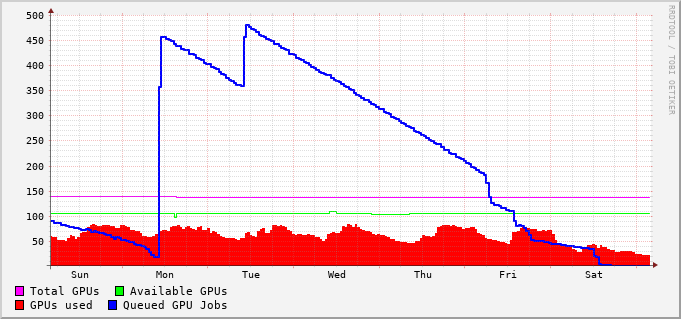 RRDTOOL / TOBI OETIKER
500
450
400
350
300
250
200
150
100
50
Sun Mon Tue Wed Thu Fri Sat
Total GPUs Available GPUs
GPUs used Queued GPU Jobs